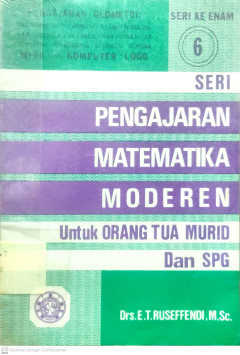 PENGAJARAN GEOMETRI
SERI KE ENAM
6
KOMPUTER LOGO
SERI
PENGAJARAN
MATEMATIKA
MODEREN
Untuk ORANG TUA MURID
Dan SPG
Drs.E.T.RUSEFFENDI,M.Sc.